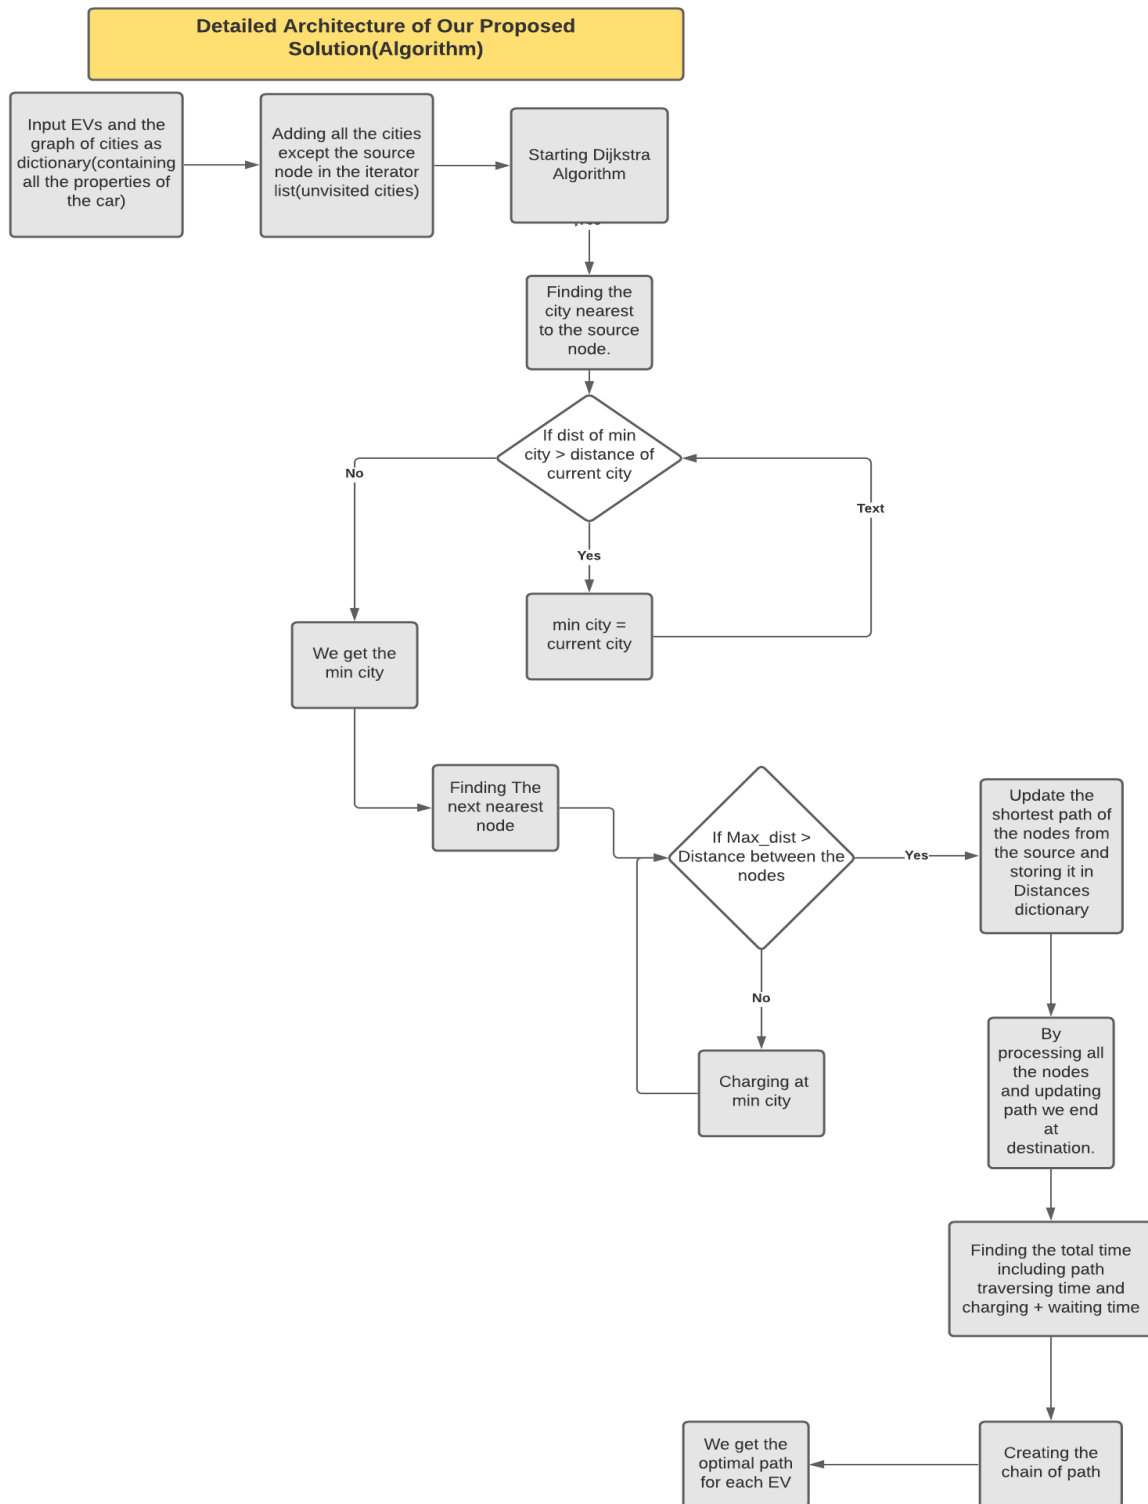 Detailed Architecture of Our Proposed
Solution(Algorithm)
Input EVs and the
graph of cities as
dictionary(containing
all the properties of
the car)
Adding all the cities
except the source
node in the iterator
list(unvisited cities)
Starting Dijkstra
Algorithm
Finding the
city nearest
to the source
node.
If dist of min
city > distance of
current city
No
Text
Yes
min city =
current city
We get the
min city
Finding The
next nearest
node
If Max_dist >
Distance between the
nodes
Yes
Update the
shortest path of
the nodes from
the source and
storing it in
Distances
dictionary
No
Charging at
min city
By
processing all
the nodes
and updating
path we end
at
destination.
Finding the total time
including path
traversing time and
charging + waiting time
Creating the
chain of path
We get the
optimal path
for each EV